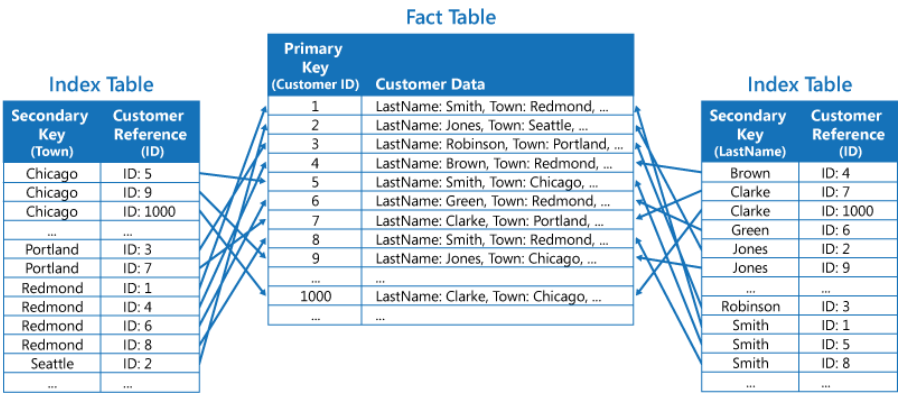 Fact Table
Primary
Key
(Customer ID) Customer Data
1 LastName: Smith, Town: Redmond, ...
2 LastName: Jones, Town: Seattle, ...
3 LastName: Robinson, Town: Portland, ...
4 LastName: Brown, Town: Redmond, ...
5 LastName: Smith, Town: Chicago, ...
6 LastName: Green, Town: Redmond, ...
7 LastName: Clarke, Town: Portland, ...
8 LastName: Smith, Town: Redmond, ...
9 LastName: Jones, Town: Chicago, ...
... ...
1000 LastName: Clarke, Town: Chicago, ...
... ...
Index Table
Secondary Customer
Key Reference
(Town) (ID)
Chicago ID: 5
Chicago ID: 9
Chicago ID: 1000
... ...
Portland ID: 3
Portland ID: 7
Redmond ID: 1
Redmond ID: 4
Redmond ID: 6
Redmond ID: 8
Seattle ID: 2
... ...
Index Table
Secondary Customer
Key Reference
(LastName) (ID)
Brown ID: 4
Clarke ID: 7
Clarke ID: 1000
Green ID: 6
Jones ID: 2
Jones ID: 9
... ...
Robinson ID: 3
Smith ID: 1
Smith ID: 5
Smith ID: 8
... ...